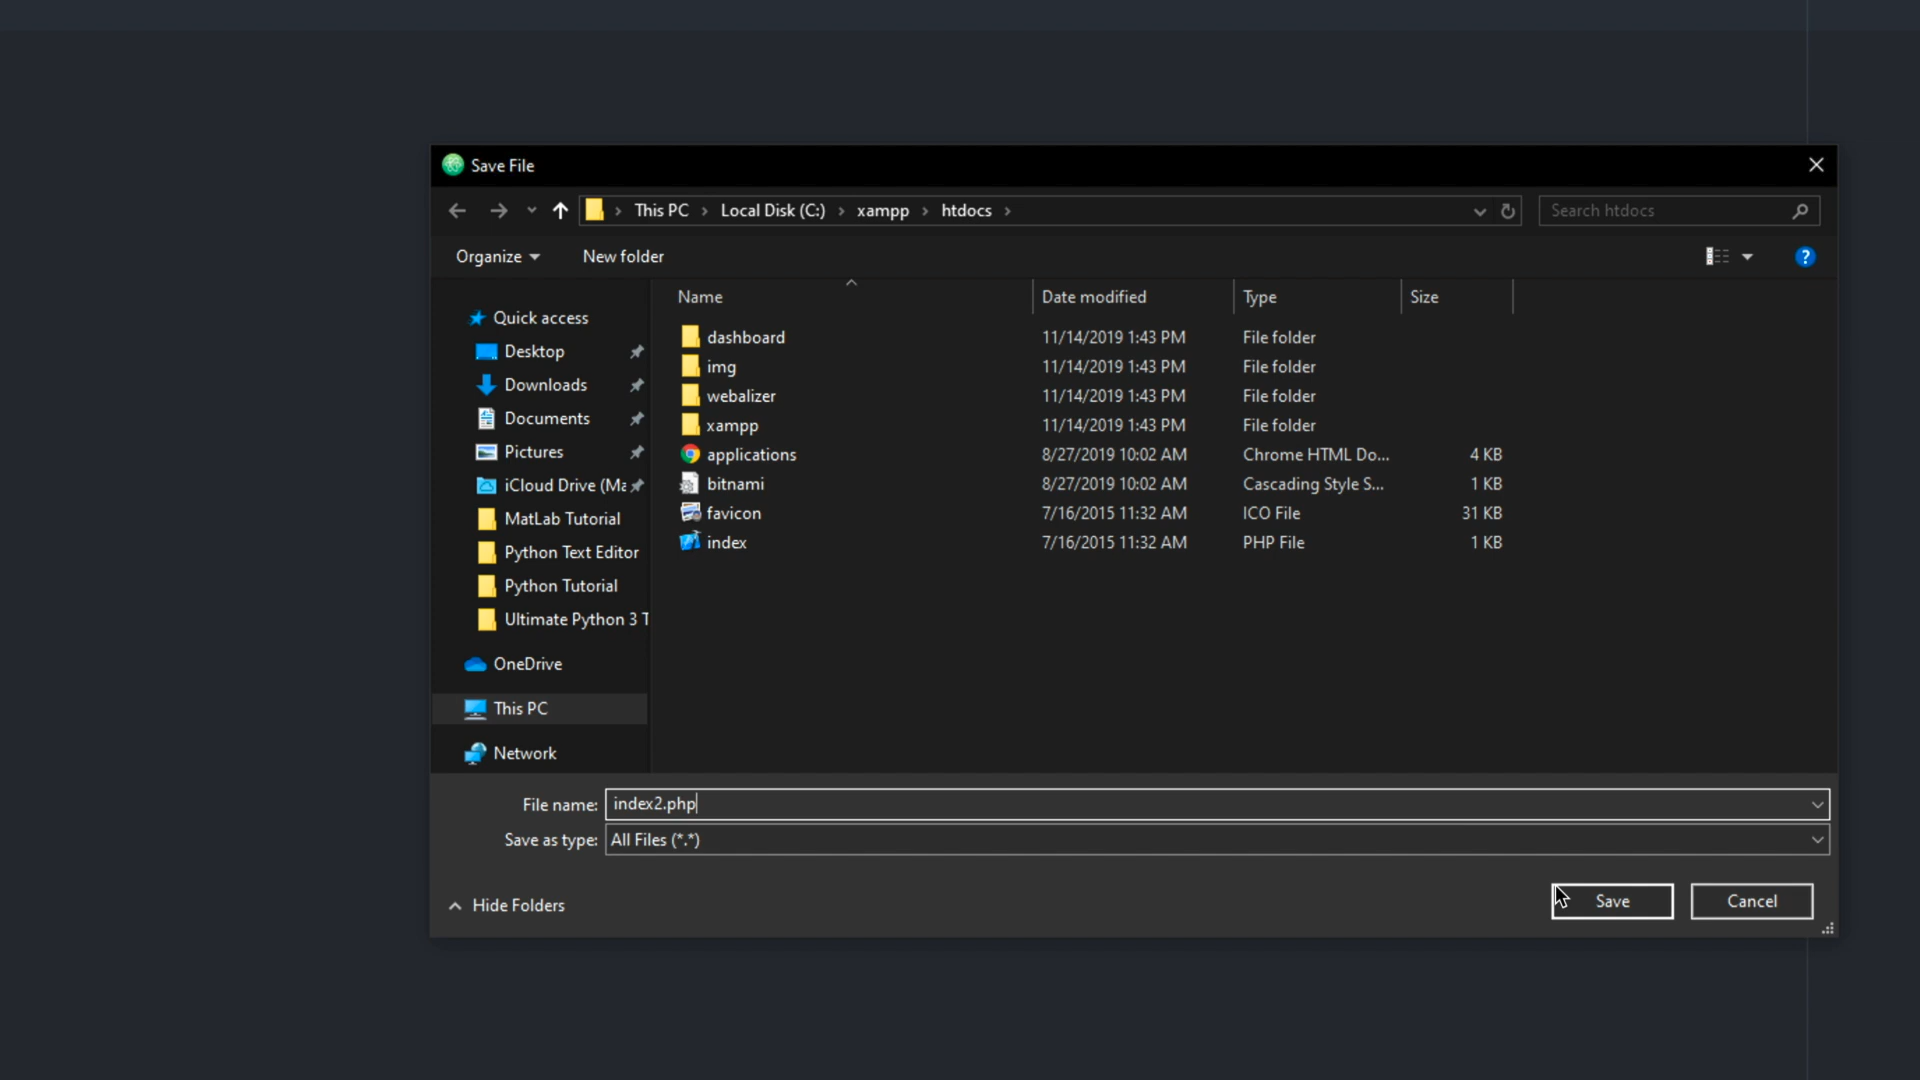 Save File
This PC > Local Disk (C:) > xampp > htdocs >
Search htdocs
Organize
New folder
?
Name
Date modified
Type
Size
Quick access
Desktop
Downloads
Documents
Pictures
iCloud Drive (Ma
MatLab Tutorial
Python Text Editor
Python Tutorial
Ultimate Python 3 T
OneDrive
This PC
Network
dashboard 11/14/2019 1:43 PM File folder
img 11/14/2019 1:43 PM File folder
webalizer 11/14/2019 1:43 PM File folder
xampp 11/14/2019 1:43 PM File folder
applications 8/27/2019 10:02 AM Chrome HTML Do... 4 KB
bitnami 8/27/2019 10:02 AM Cascading Style S... 1 KB
favicon 7/16/2015 11:32 AM ICO File 31 KB
index 7/16/2015 11:32 AM PHP File 1 KB
File name: index2.php
Save as type: All Files (*.*)
Hide Folders
Save
Cancel